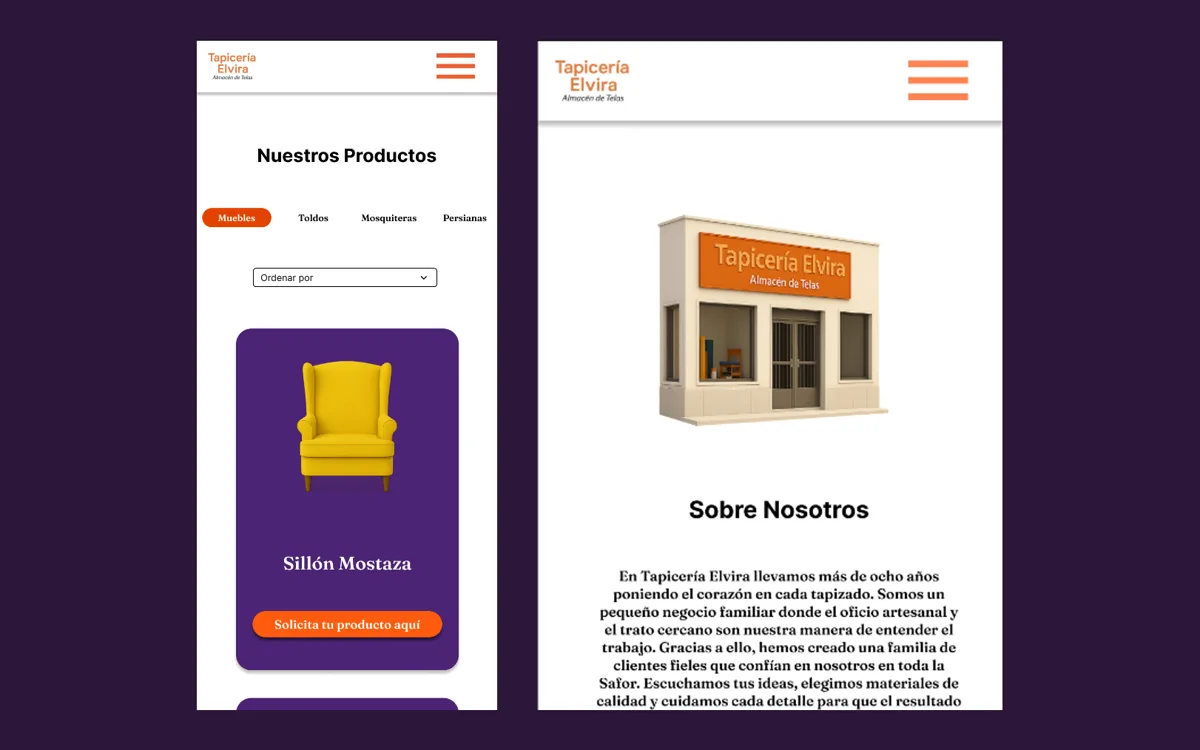 Tapicería
Elvira
Almacén de Telas
Nuestros Productos
Muebles Toldos Mosquiteras Persianas
Ordenar por
Sillón Mostaza
Solicita tu producto aquí
Tapicería
Elvira
Almacén de Telas
Tapicería Elvira
Almacén de Telas
Sobre Nosotros
En Tapicería Elvira llevamos más de ocho años
poniendo el corazón en cada tapizado. Somos un
pequeño negocio familiar donde el oficio artesanal y
el trato cercano son nuestra manera de entender el
trabajo. Gracias a ello, hemos creado una familia de
clientes fieles que confían en nosotros en toda la
Safor. Escuchamos tus ideas, elegimos materiales de
calidad y cuidamos cada detalle para que el resultado